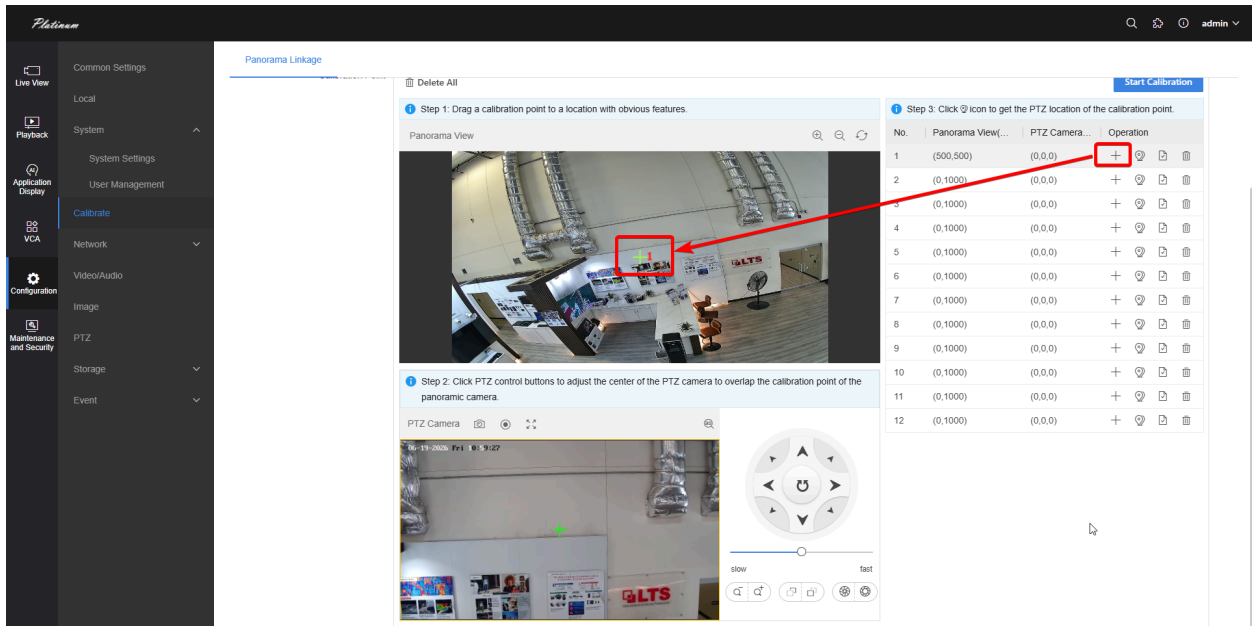 Platinum
admin
Live View
Playback
Application
Display
VCA
Configuration
Maintenance
and Security
Common Settings
Local
System
System Settings
User Management
Calibrate
Network
Video/Audio
Image
PTZ
Storage
Event
Panorama Linkage
Delete All
Start Calibration
Step 1: Drag a calibration point to a location with obvious features.
Panorama View
1
LTS
Step 2: Click PTZ control buttons to adjust the center of the PTZ camera to overlap the calibration point of the
panoramic camera.
PTZ Camera
06-19-2026 Fri 10:19:27
LTS
slow fast
Step 3: Click icon to get the PTZ location of the calibration point.
No. Panorama View(... PTZ Camera... Operation
1 (500,500) (0,0,0)
2 (0,1000) (0,0,0)
3 (0,1000) (0,0,0)
4 (0,1000) (0,0,0)
5 (0,1000) (0,0,0)
6 (0,1000) (0,0,0)
7 (0,1000) (0,0,0)
8 (0,1000) (0,0,0)
9 (0,1000) (0,0,0)
10 (0,1000) (0,0,0)
11 (0,1000) (0,0,0)
12 (0,1000) (0,0,0)